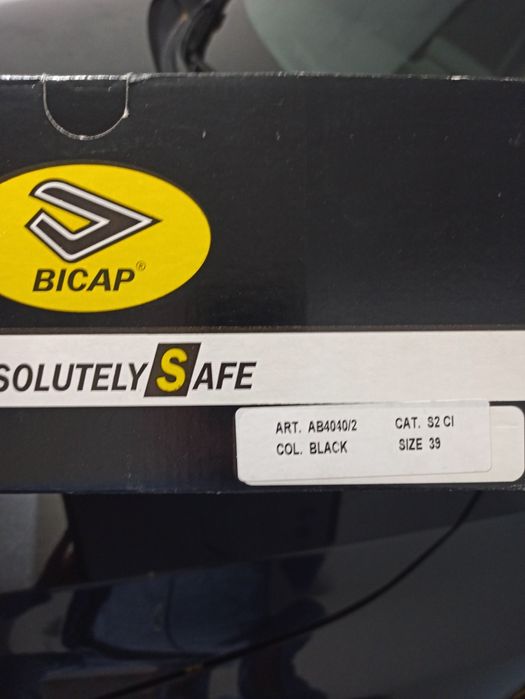 BICAP®
SOLUTELY SAFE
ART. AB4040/2 CAT. S2 CI
COL. BLACK SIZE 39